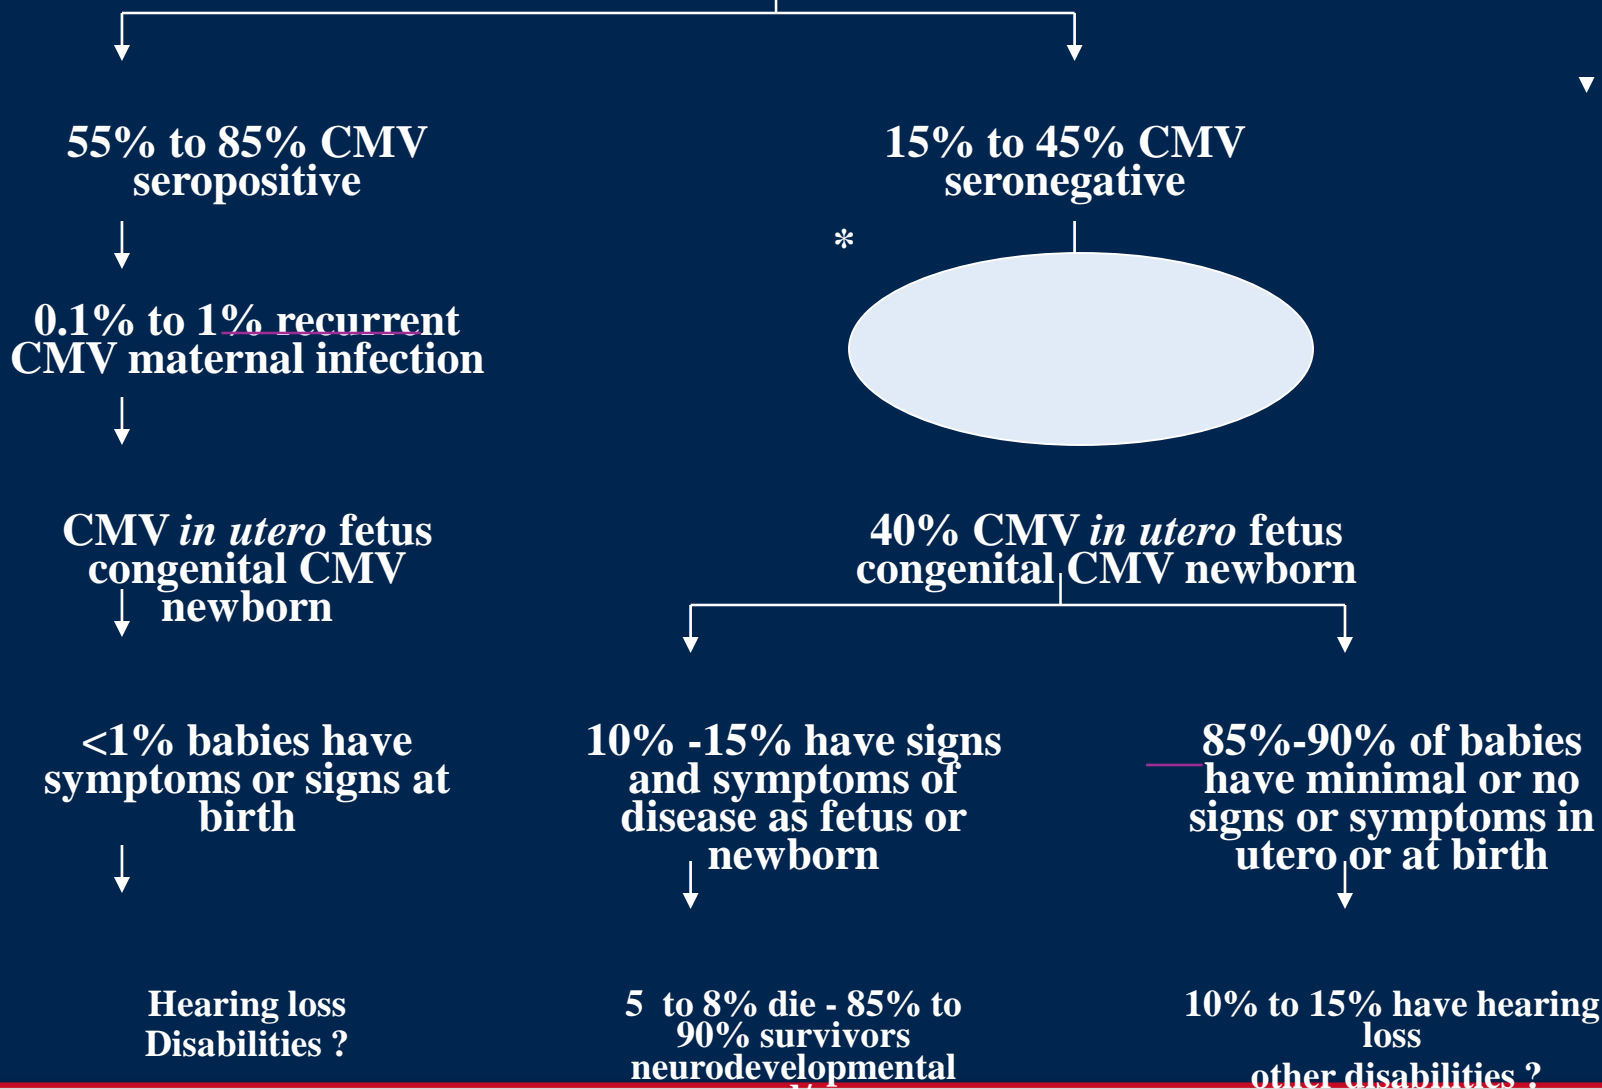 55% to 85% CMV
seropositive
15% to 45% CMV
seronegative
*
0.1% to 1% recurrent
CMV maternal infection
CMV in utero fetus
congenital CMV
newborn
40% CMV in utero fetus
congenital CMV newborn
<1% babies have
symptoms or signs at
birth
10% -15% have signs
and symptoms of
disease as fetus or
newborn
85%-90% of babies
have minimal or no
signs or symptoms in
utero or at birth
Hearing loss
Disabilities ?
5 to 8% die - 85% to
90% survivors
neurodevelopmental
10% to 15% have hearing
loss
other disabilities ?